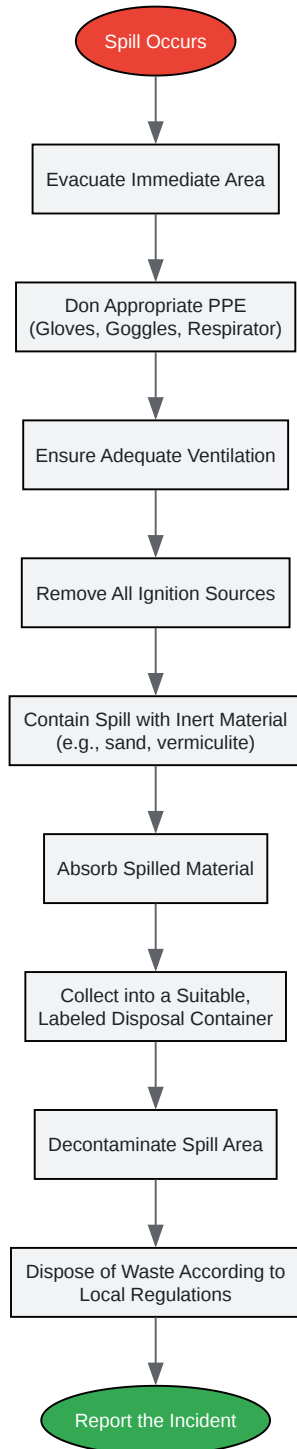 Spill Occurs
Evacuate Immediate Area
Don Appropriate PPE
(Gloves, Goggles, Respirator)
Ensure Adequate Ventilation
Remove All Ignition Sources
Contain Spill with Inert Material
(e.g., sand, vermiculite)
Absorb Spilled Material
Collect into a Suitable,
Labeled Disposal Container
Decontaminate Spill Area
Dispose of Waste According to
Local Regulations
Report the Incident